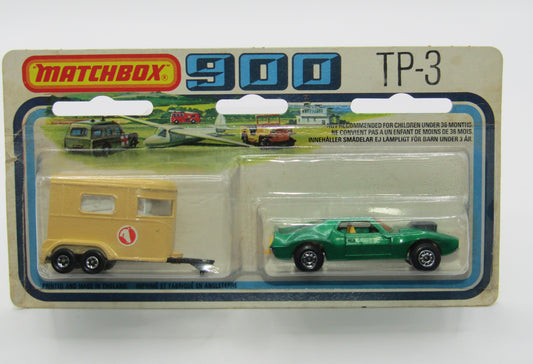 MATCHBOX 900 TP-3
NOT RECOMMENDED FOR CHILDREN UNDER 36 MONTHS.
NE CONVIENT PAS A UN ENFANT DE MOINS DE 36 MOIS.
INNEHÅLLER SMÅDELAR EJ LÄMPLIGT FÖR BARN UNDER 3 ÅR.
PRINTED AND MADE IN ENGLAND IMPRIMÉ ET FABRIQUÉ EN ANGLETERRE